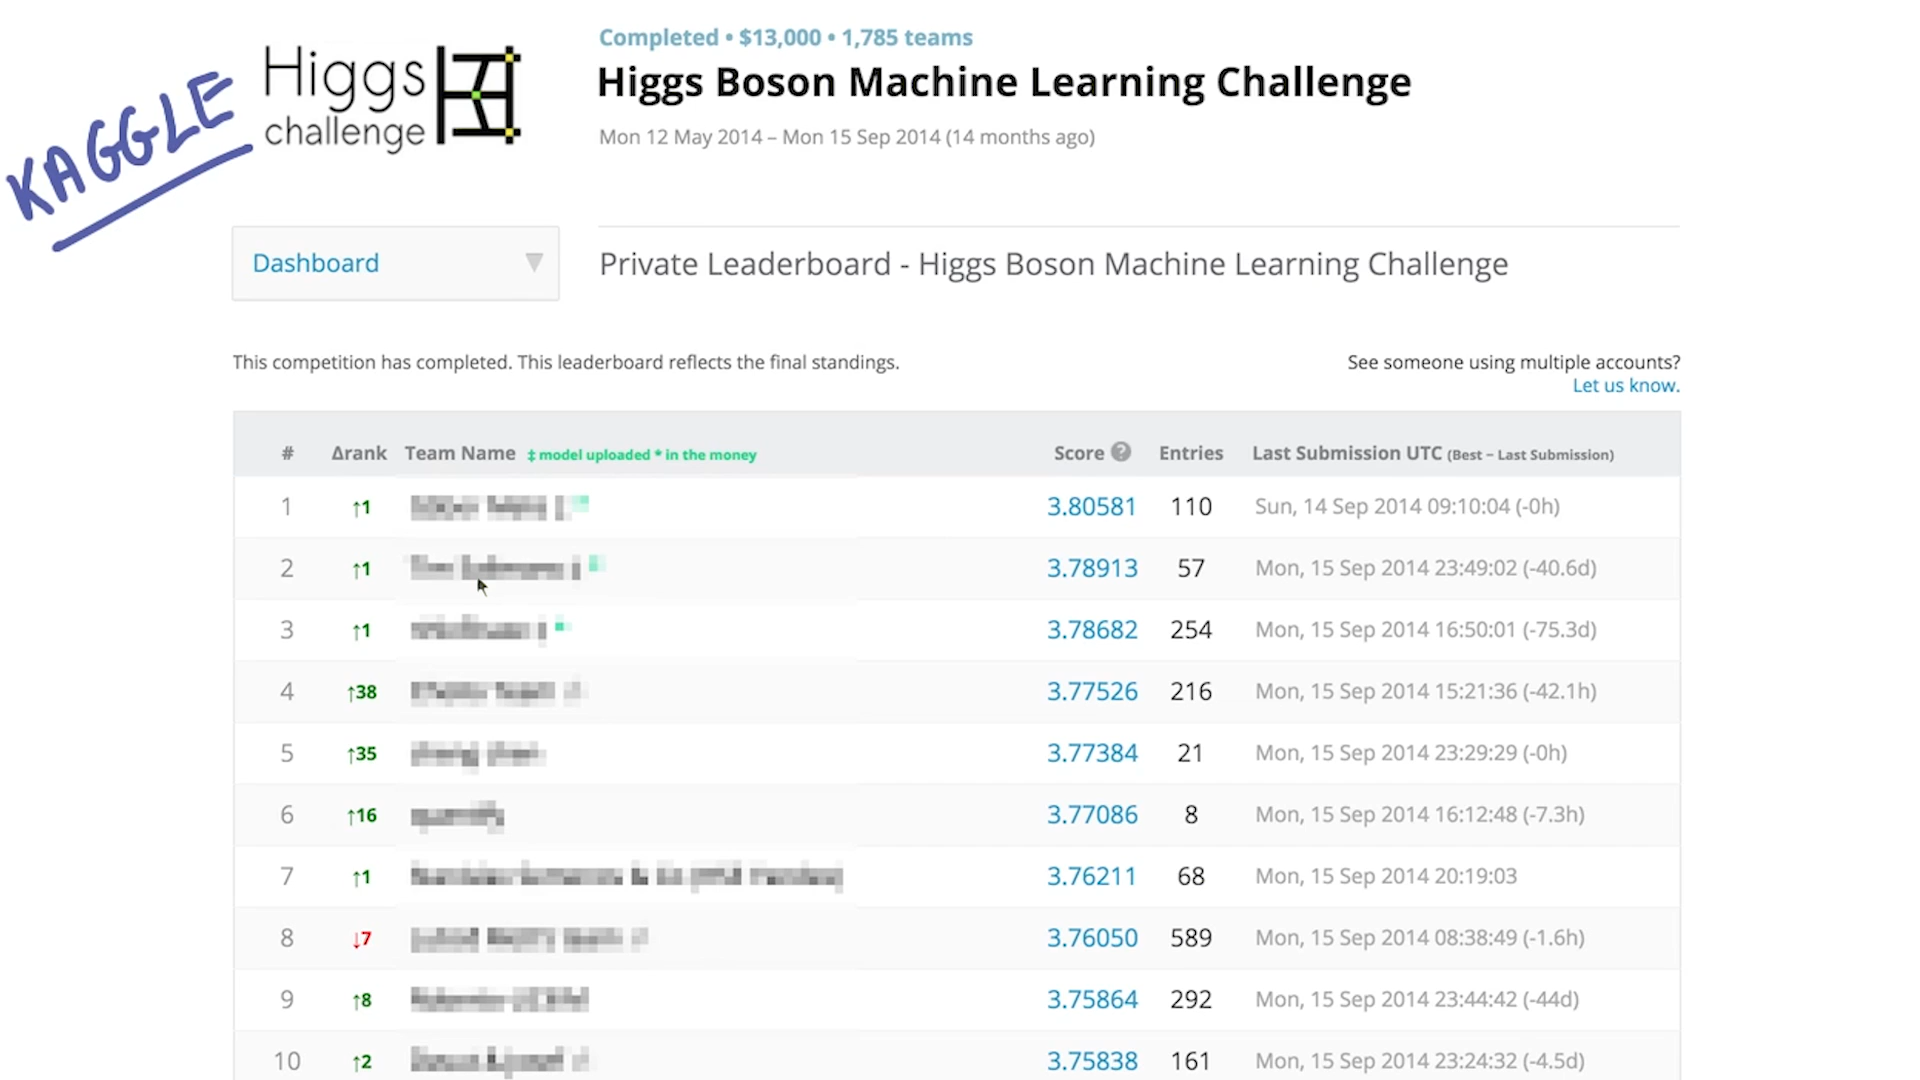 KAGGLE
Higgs
challenge
Completed • $13,000 • 1,785 teams
Higgs Boson Machine Learning Challenge
Mon 12 May 2014 – Mon 15 Sep 2014 (14 months ago)
Dashboard
Private Leaderboard - Higgs Boson Machine Learning Challenge
This competition has completed. This leaderboard reflects the final standings.
See someone using multiple accounts?
Let us know.
# Δrank Team Name ‡ model uploaded * in the money Score ? Entries Last Submission UTC (Best – Last Submission)
1 ↑1 3.80581 110 Sun, 14 Sep 2014 09:10:04 (-0h)
2 ↑1 3.78913 57 Mon, 15 Sep 2014 23:49:02 (-40.6d)
3 ↑1 3.78682 254 Mon, 15 Sep 2014 16:50:01 (-75.3d)
4 ↑38 3.77526 216 Mon, 15 Sep 2014 15:21:36 (-42.1h)
5 ↑35 3.77384 21 Mon, 15 Sep 2014 23:29:29 (-0h)
6 ↑16 3.77086 8 Mon, 15 Sep 2014 16:12:48 (-7.3h)
7 ↑1 3.76211 68 Mon, 15 Sep 2014 20:19:03
8 ↓7 3.76050 589 Mon, 15 Sep 2014 08:38:49 (-1.6h)
9 ↑8 3.75864 292 Mon, 15 Sep 2014 23:44:42 (-44d)
10 ↑2 3.75838 161 Mon, 15 Sep 2014 23:24:32 (-4.5d)